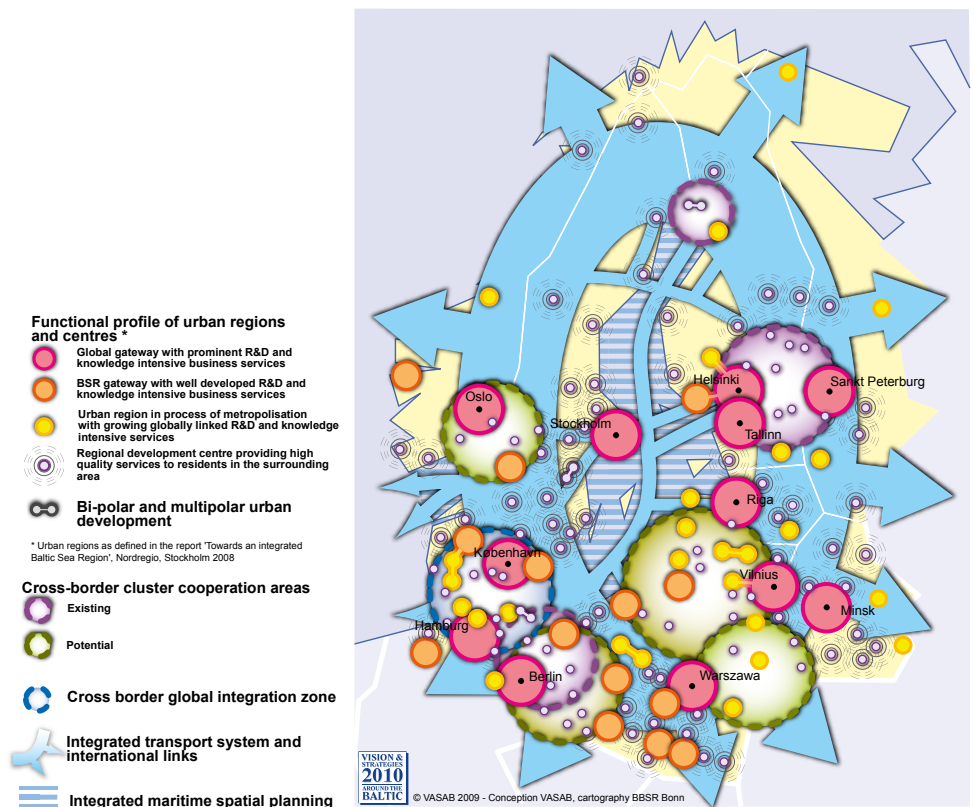 Functional profile of urban regions
and centres *
Global gateway with prominent R&D and
knowledge intensive business services
BSR gateway with well developed R&D and
knowledge intensive business services
Urban region in process of metropolisation
with growing globally linked R&D and knowledge
intensive services
Regional development centre providing high
quality services to residents in the surrounding
area
Bi-polar and multipolar urban
development
* Urban regions as defined in the report 'Towards an integrated
Baltic Sea Region', Nordregio, Stockholm 2008
Cross-border cluster cooperation areas
Existing
Potential
Cross border global integration zone
Integrated transport system and
international links
Integrated maritime spatial planning
Oslo
Stockholm
Helsinki
Sankt Peterburg
Tallinn
Riga
København
Vilnius
Minsk
Hamburg
Berlin
Warszawa
VISION &
STRATEGIES
2010
AROUND THE
BALTIC
© VASAB 2009 - Conception VASAB, cartography BBSR Bonn